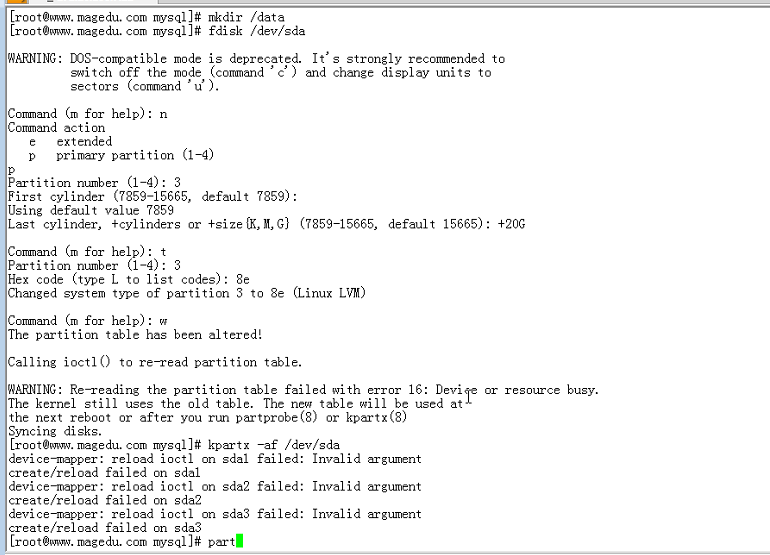 [root@www.magedu.com mysql]# mkdir /data
[root@www.magedu.com mysql]# fdisk /dev/sda
WARNING: DOS-compatible mode is deprecated. It's strongly recommended to
switch off the mode (command 'c') and change display units to
sectors (command 'u').
Command (m for help): n
Command action
e   extended
p   primary partition (1-4)
p
Partition number (1-4): 3
First cylinder (7859-15665, default 7859):
Using default value 7859
Last cylinder, +cylinders or +size{K,M,G} (7859-15665, default 15665): +20G
Command (m for help): t
Partition number (1-4): 3
Hex code (type L to list codes): 8e
Changed system type of partition 3 to 8e (Linux LVM)
Command (m for help): w
The partition table has been altered!
Calling ioctl() to re-read partition table.
WARNING: Re-reading the partition table failed with error 16: Device or resource busy.
The kernel still uses the old table. The new table will be used at
the next reboot or after you run partprobe(8) or kpartx(8)
Syncing disks.
[root@www.magedu.com mysql]# kpartx -af /dev/sda
device-mapper: reload ioctl on sda1 failed: Invalid argument
create/reload failed on sda1
device-mapper: reload ioctl on sda2 failed: Invalid argument
create/reload failed on sda2
device-mapper: reload ioctl on sda3 failed: Invalid argument
create/reload failed on sda3
[root@www.magedu.com mysql]# part